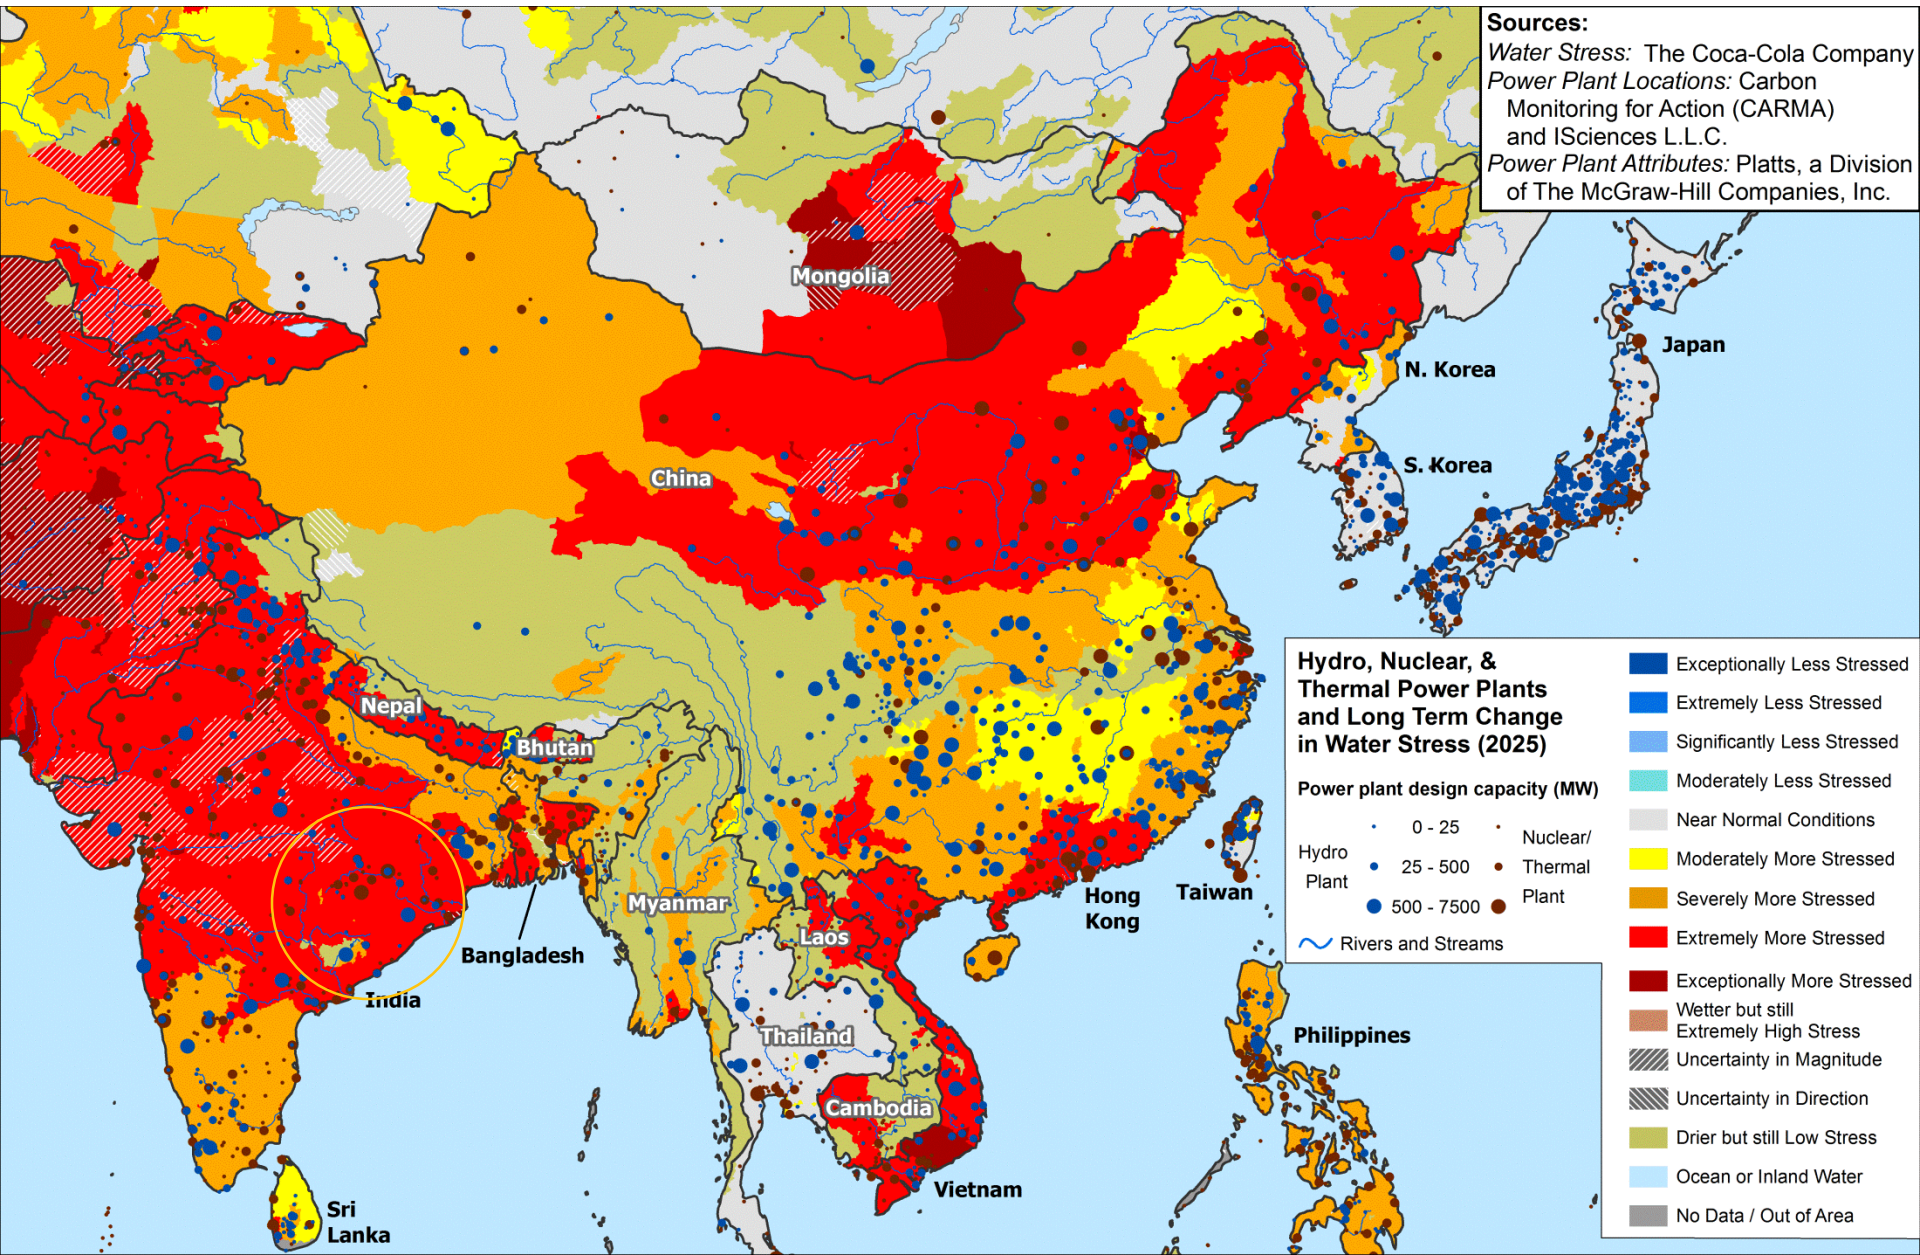 Sources:
Water Stress: The Coca-Cola Company
Power Plant Locations: Carbon
Monitoring for Action (CARMA)
and ISciences L.L.C.
Power Plant Attributes: Platts, a Division
of The McGraw-Hill Companies, Inc.
Mongolia
Japan
N. Korea
S. Korea
China
Nepal
Bhutan
Myanmar
Laos
Hong
Kong
Taiwan
Bangladesh
India
Thailand
Philippines
Cambodia
Vietnam
Sri
Lanka
Hydro, Nuclear, &
Thermal Power Plants
and Long Term Change
in Water Stress (2025)
Power plant design capacity (MW)
0 - 25
Hydro
Plant
25 - 500
Nuclear/
Thermal
Plant
500 - 7500
Rivers and Streams
Exceptionally Less Stressed
Extremely Less Stressed
Significantly Less Stressed
Moderately Less Stressed
Near Normal Conditions
Moderately More Stressed
Severely More Stressed
Extremely More Stressed
Exceptionally More Stressed
Wetter but still
Extremely High Stress
Uncertainty in Magnitude
Uncertainty in Direction
Drier but still Low Stress
Ocean or Inland Water
No Data / Out of Area